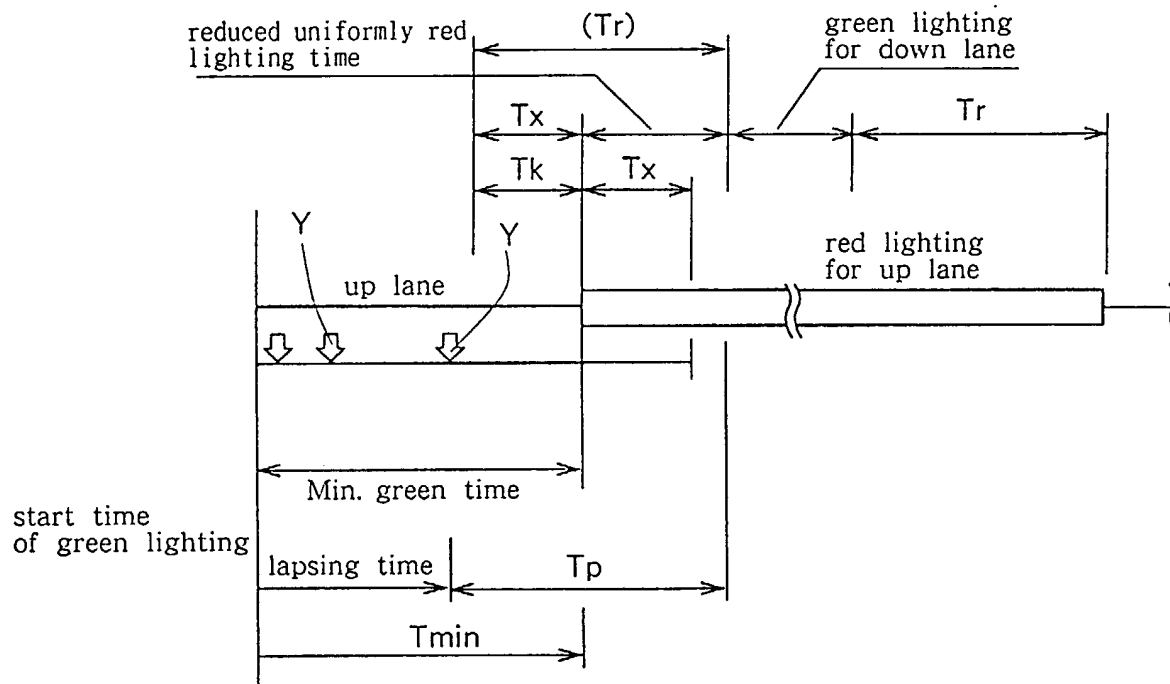 reduced uniformly red
lighting time
(Tr)
green lighting
for down lane
Tx
Tr
Tk
Tx
Y
Y
up lane
red lighting
for up lane
Min. green time
start time
of green lighting
lapsing time
Tp
Tmin